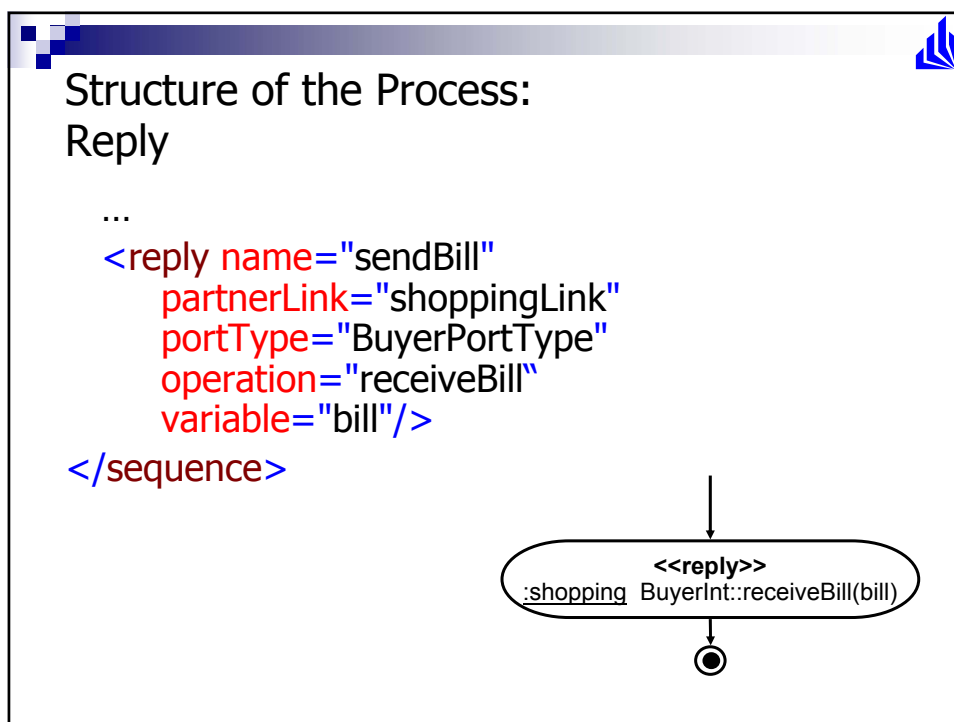 Structure of the Process:
Reply
…
<reply name="sendBill"
partnerLink="shoppingLink"
portType="BuyerPortType"
operation="receiveBill“
variable="bill"/>
</sequence>
<<reply>>
:shopping BuyerInt::receiveBill(bill)